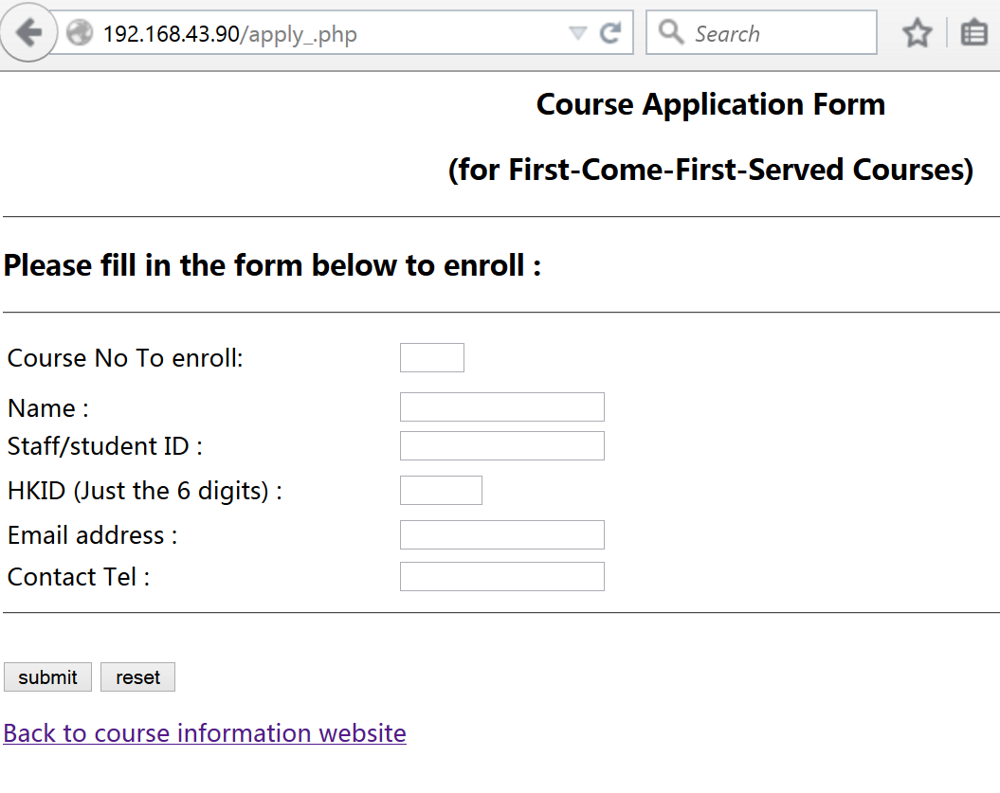 192.168.43.90/apply_.php Search
Course Application Form
(for First-Come-First-Served Courses)
Please fill in the form below to enroll :
Course No To enroll:
Name :
Staff/student ID :
HKID (Just the 6 digits) :
Email address :
Contact Tel :
submit reset
Back to course information website